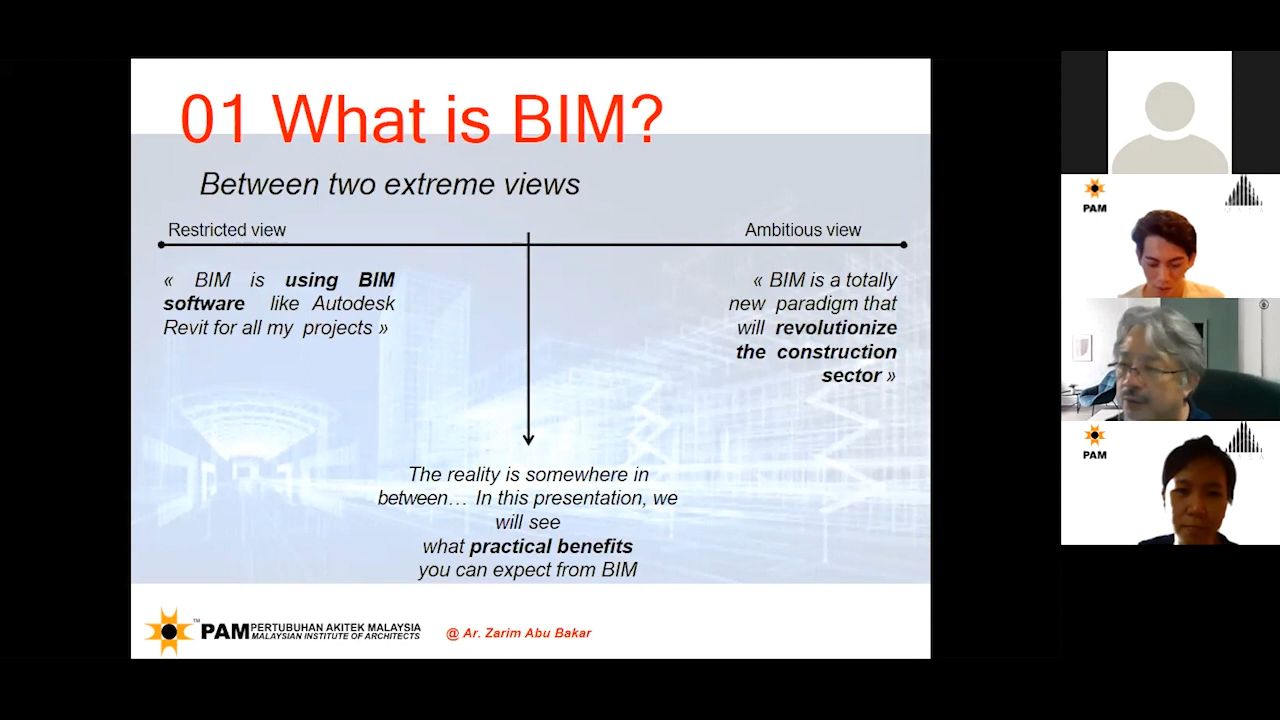 01 What is BIM?
Between two extreme views
Restricted view
Ambitious view
« BIM is using BIM
software like Autodesk
Revit for all my projects »
« BIM is a totally
new paradigm that
will revolutionize
the construction
sector »
The reality is somewhere in
between… In this presentation, we
will see
what practical benefits
you can expect from BIM
PAM™
PERTUBUHAN AKITEK MALAYSIA
MALAYSIAN INSTITUTE OF ARCHITECTS
@ Ar. Zarim Abu Bakar
PAM
PAM